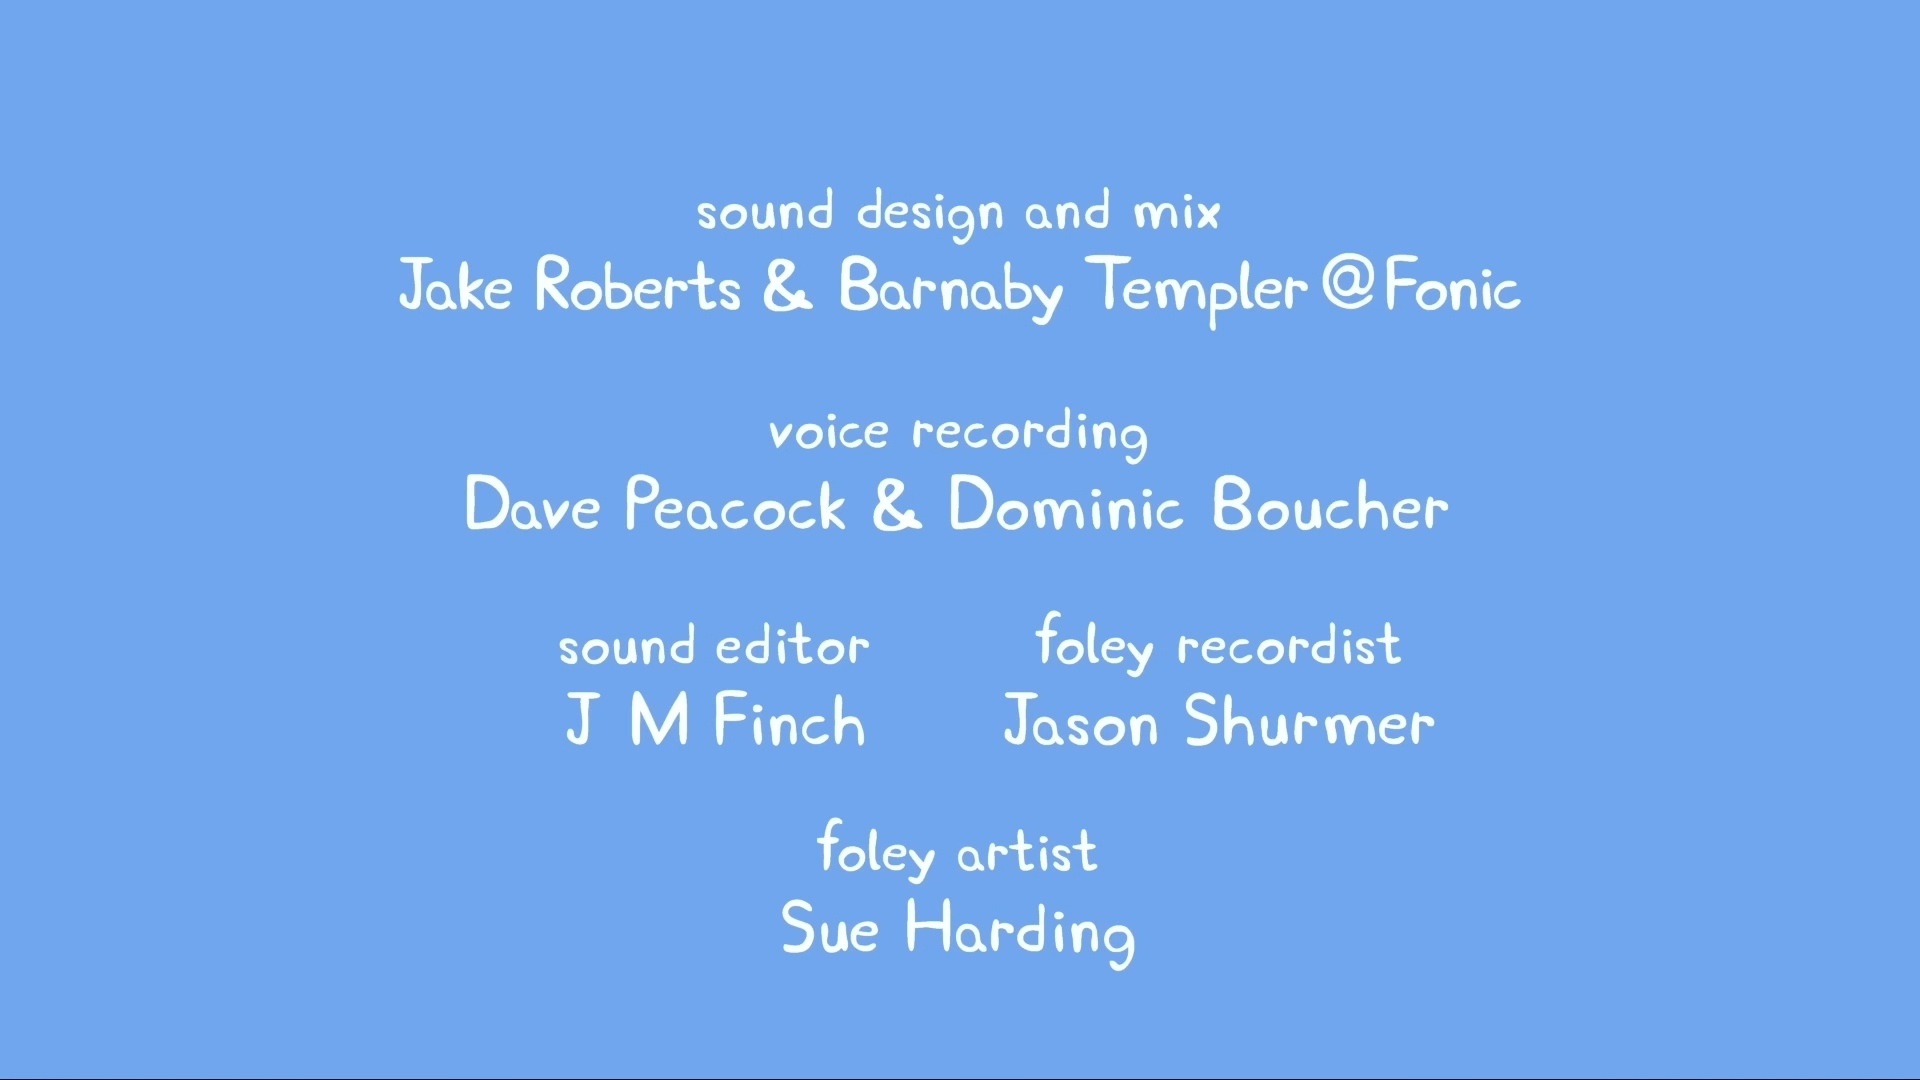 sound design and mix
Jake Roberts & Barnaby Templer @Fonic
voice recording
Dave Peacock & Dominic Boucher
sound editor
J M Finch
foley recordist
Jason Shurmer
foley artist
Sue Harding